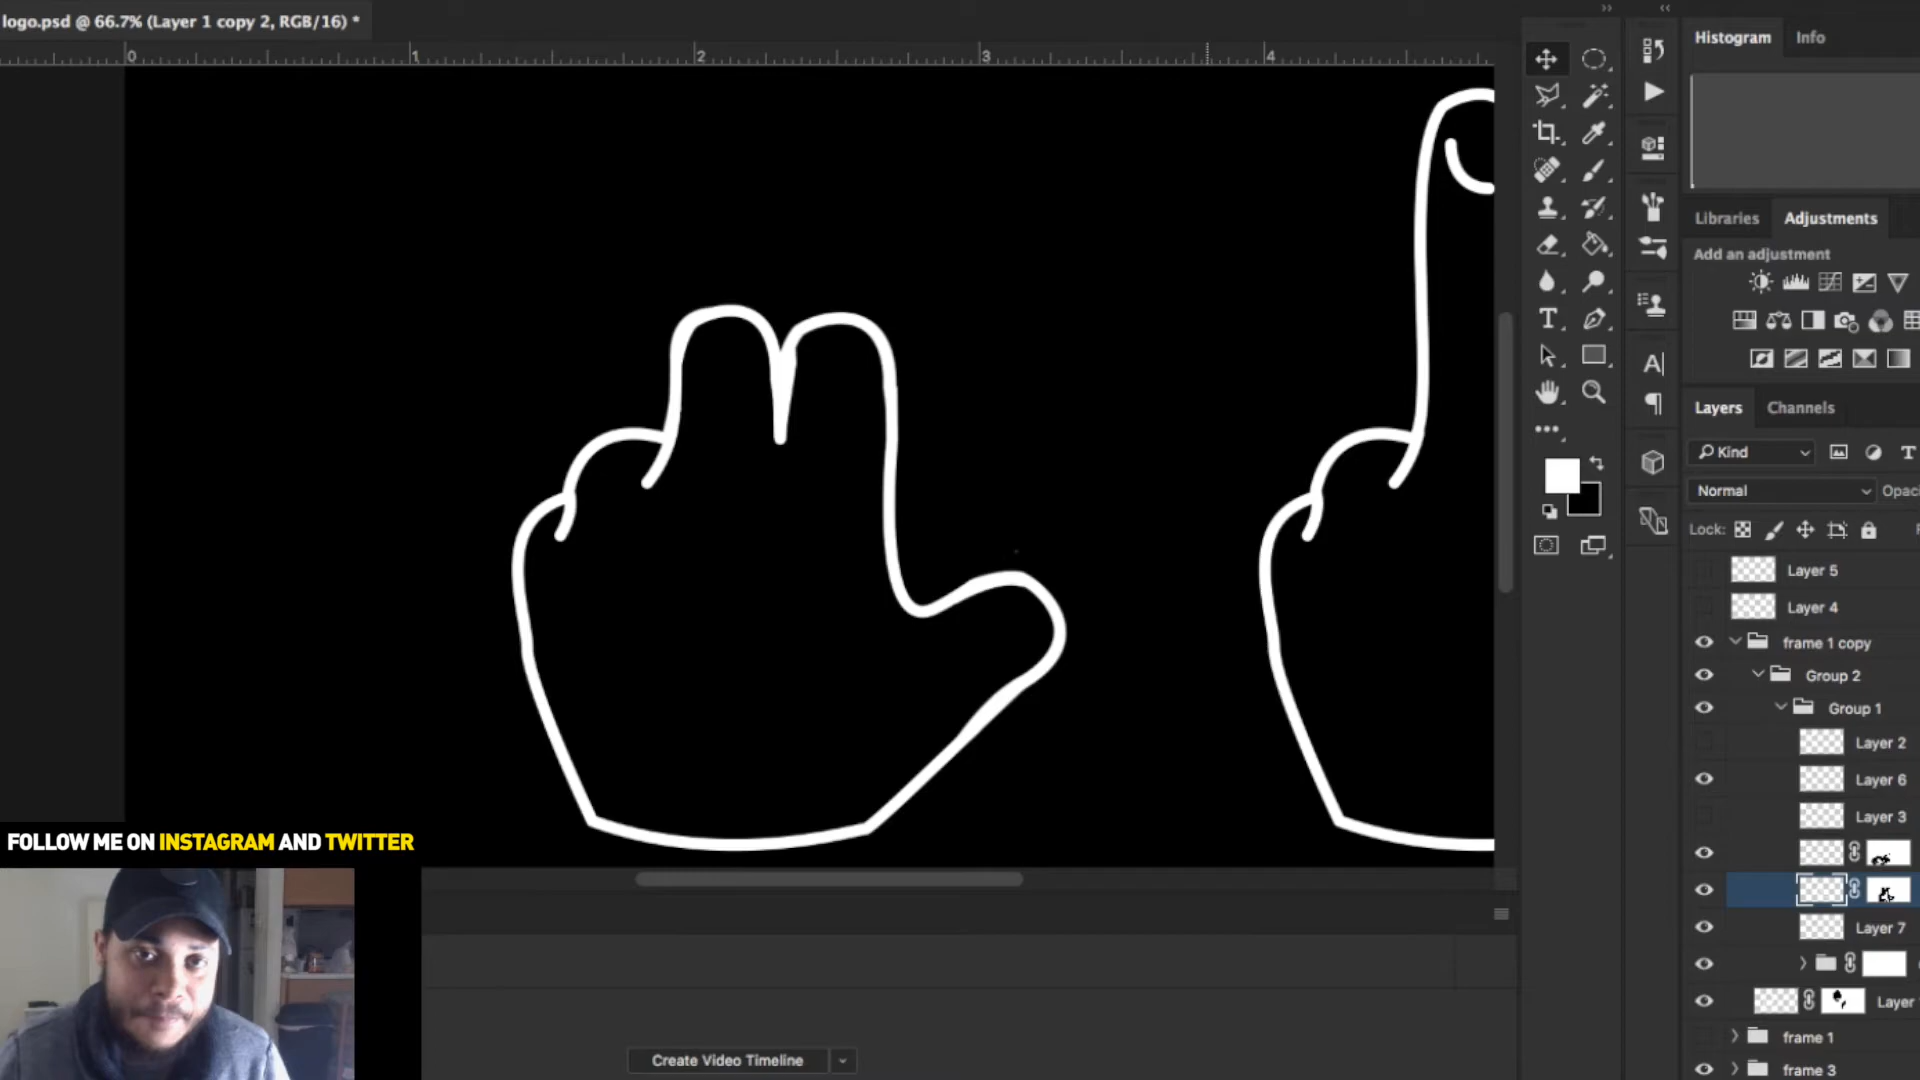 logo.psd @ 66.7% (Layer 1 copy 2, RGB/16) *
0 1 2 3 4
Histogram Info
Libraries Adjustments
Add an adjustment
Layers Channels
Kind
Normal
Lock:
Layer 5
Layer 4
frame 1 copy
Group 2
Group 1
Layer 2
Layer 6
Layer 3
Layer 7
Layer
frame 1
frame 3
FOLLOW ME ON INSTAGRAM AND TWITTER
Create Video Timeline